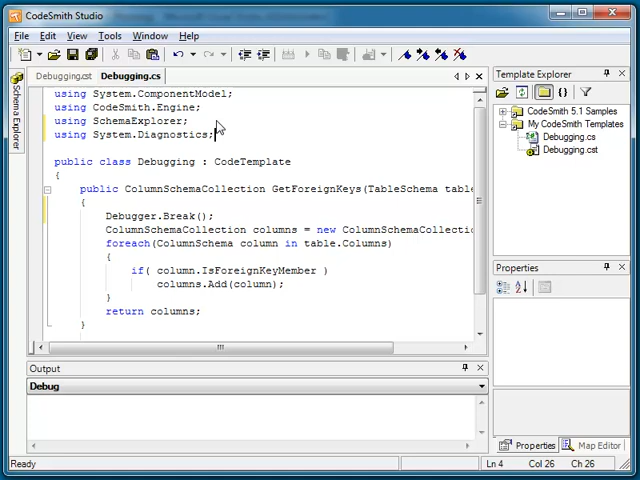 CodeSmith Studio
File Edit View Tools Window Help
Debugging.cst Debugging.cs
Schema Explorer
using System.ComponentModel;
using CodeSmith.Engine;
using SchemaExplorer;
using System.Diagnostics;
public class Debugging : CodeTemplate
{
public ColumnSchemaCollection GetForeignKeys(TableSchema table
{
Debugger.Break();
ColumnSchemaCollection columns = new ColumnSchemaCollection
foreach(ColumnSchema column in table.Columns)
{
if( column.IsForeignKeyMember )
columns.Add(column);
}
return columns;
}
Template Explorer
CodeSmith 5.1 Samples
My CodeSmith Templates
Debugging.cs
Debugging.cst
Properties
Output
Debug
Properties Map Editor
Ready Ln 4 Col 26 Ch 26